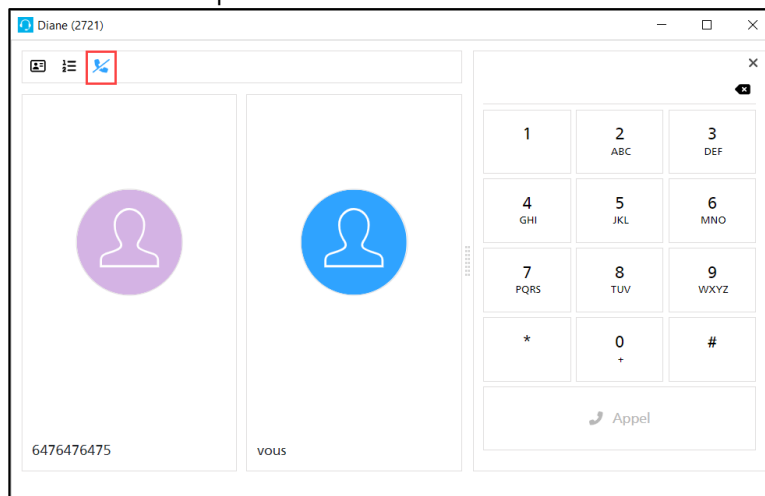 Diane (2721)
1
2
ABC
3
DEF
4
GHI
5
JKL
6
MNO
7
PQRS
8
TUV
9
WXYZ
*
0
+
#
Appel
6476476475
vous